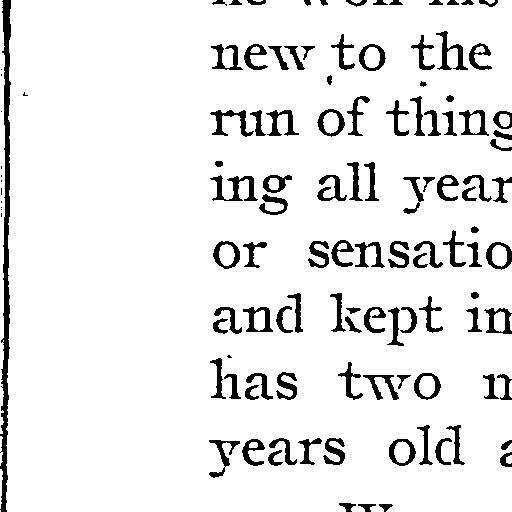 new to the
run of thing
ing all year
or sensatio
and kept in
has two
years old a